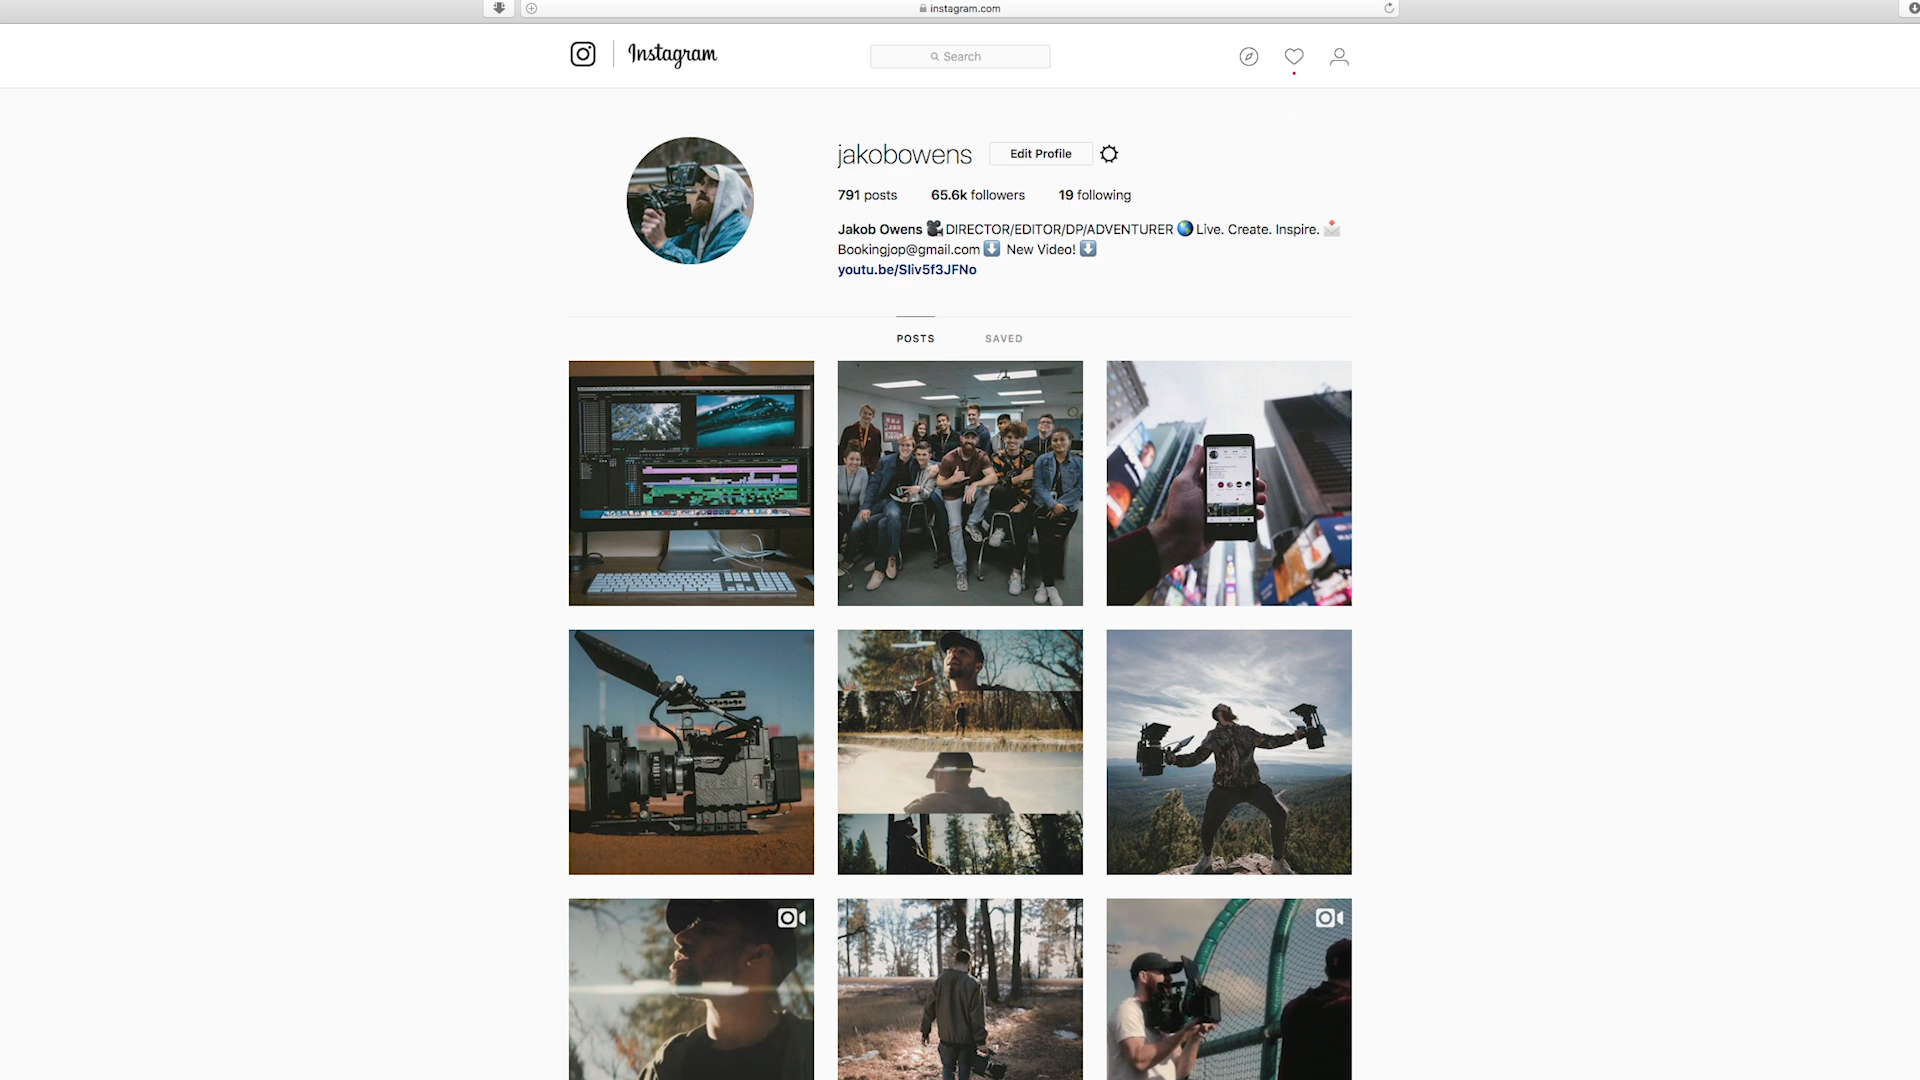 instagram.com
Instagram
Search
jakobowens Edit Profile
791 posts 65.6k followers 19 following
Jakob Owens 🎥DIRECTOR/EDITOR/DP/ADVENTURER 🌎Live. Create. Inspire. 📩
Bookingjop@gmail.com ⬇️ New Video! ⬇️
youtu.be/SIiv5f3JFNo
POSTS SAVED